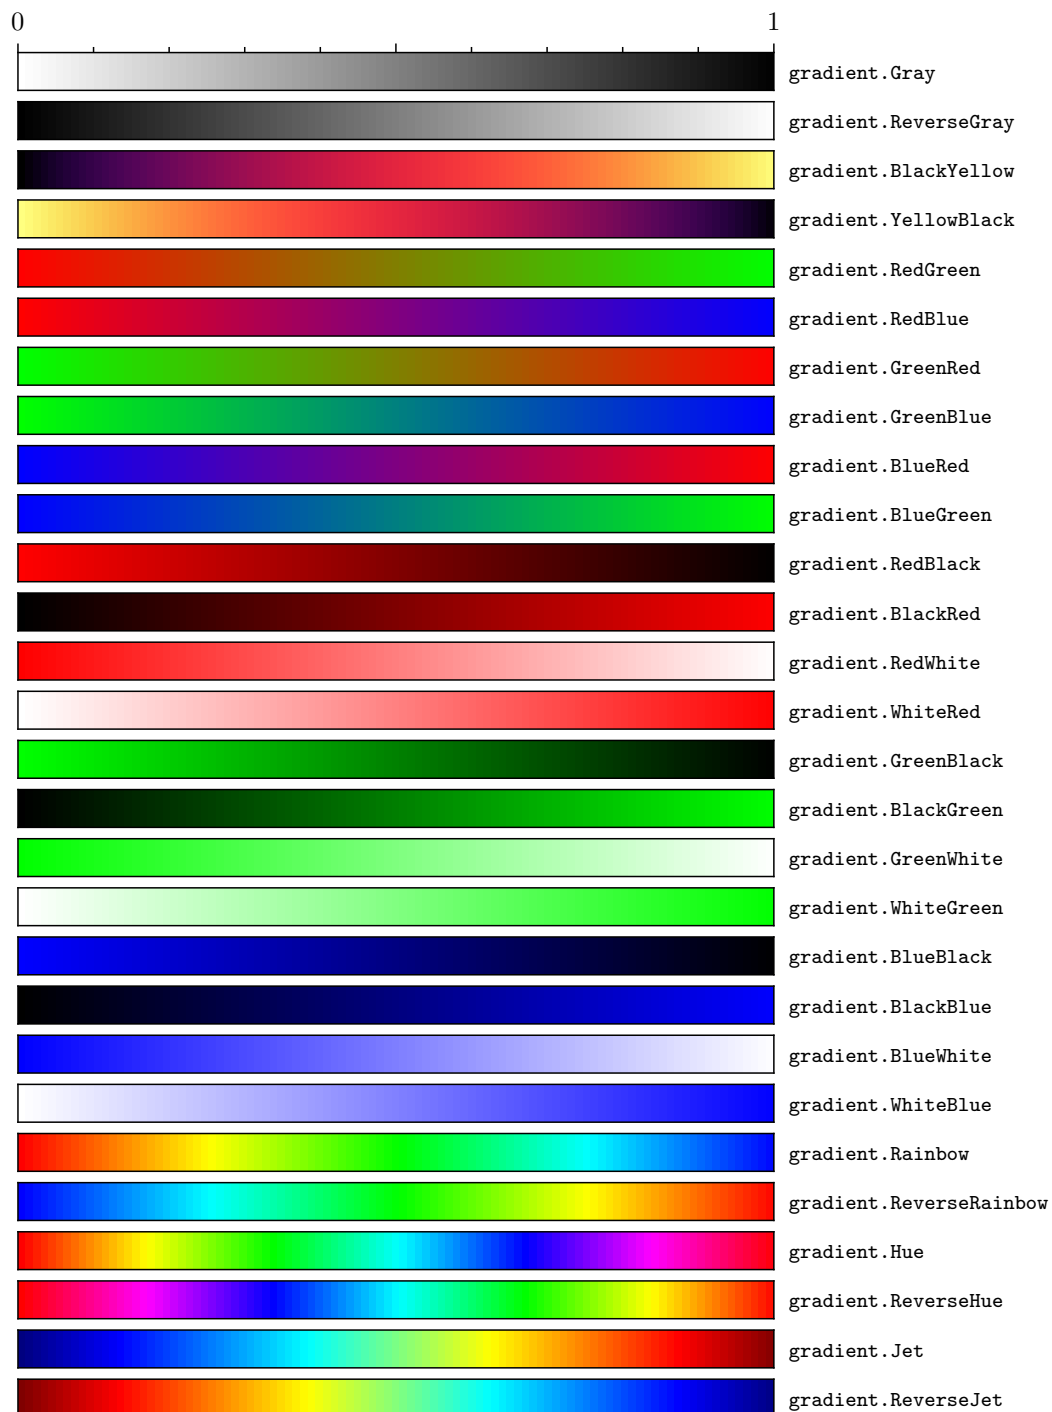 0 1
gradient.Gray
gradient.ReverseGray
gradient.BlackYellow
gradient.YellowBlack
gradient.RedGreen
gradient.RedBlue
gradient.GreenRed
gradient.GreenBlue
gradient.BlueRed
gradient.BlueGreen
gradient.RedBlack
gradient.BlackRed
gradient.RedWhite
gradient.WhiteRed
gradient.GreenBlack
gradient.BlackGreen
gradient.GreenWhite
gradient.WhiteGreen
gradient.BlueBlack
gradient.BlackBlue
gradient.BlueWhite
gradient.WhiteBlue
gradient.Rainbow
gradient.ReverseRainbow
gradient.Hue
gradient.ReverseHue
gradient.Jet
gradient.ReverseJet